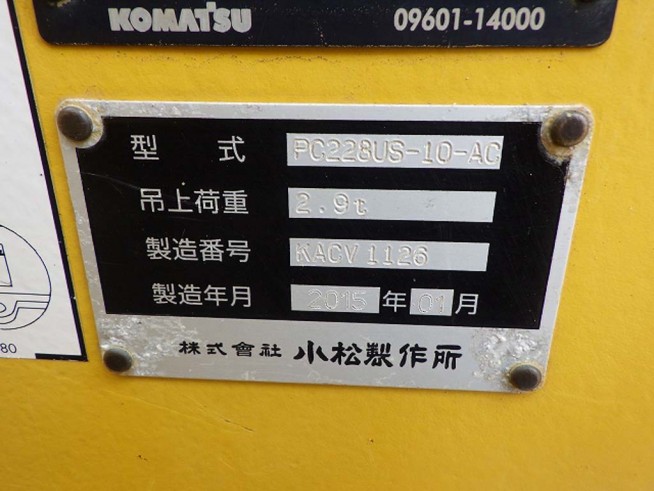 KOMATSU 09601-14000
型 式 PC228US-10-AC
吊上荷重 2.9t
製造番号 KACV 1126
製造年月 2015 年 01 月
株式會社 小松製作所
80